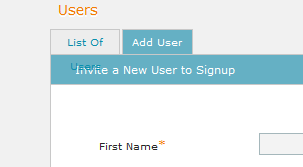 Users
List Of
Users
Add User
Invite a New User to Signup
First Name*